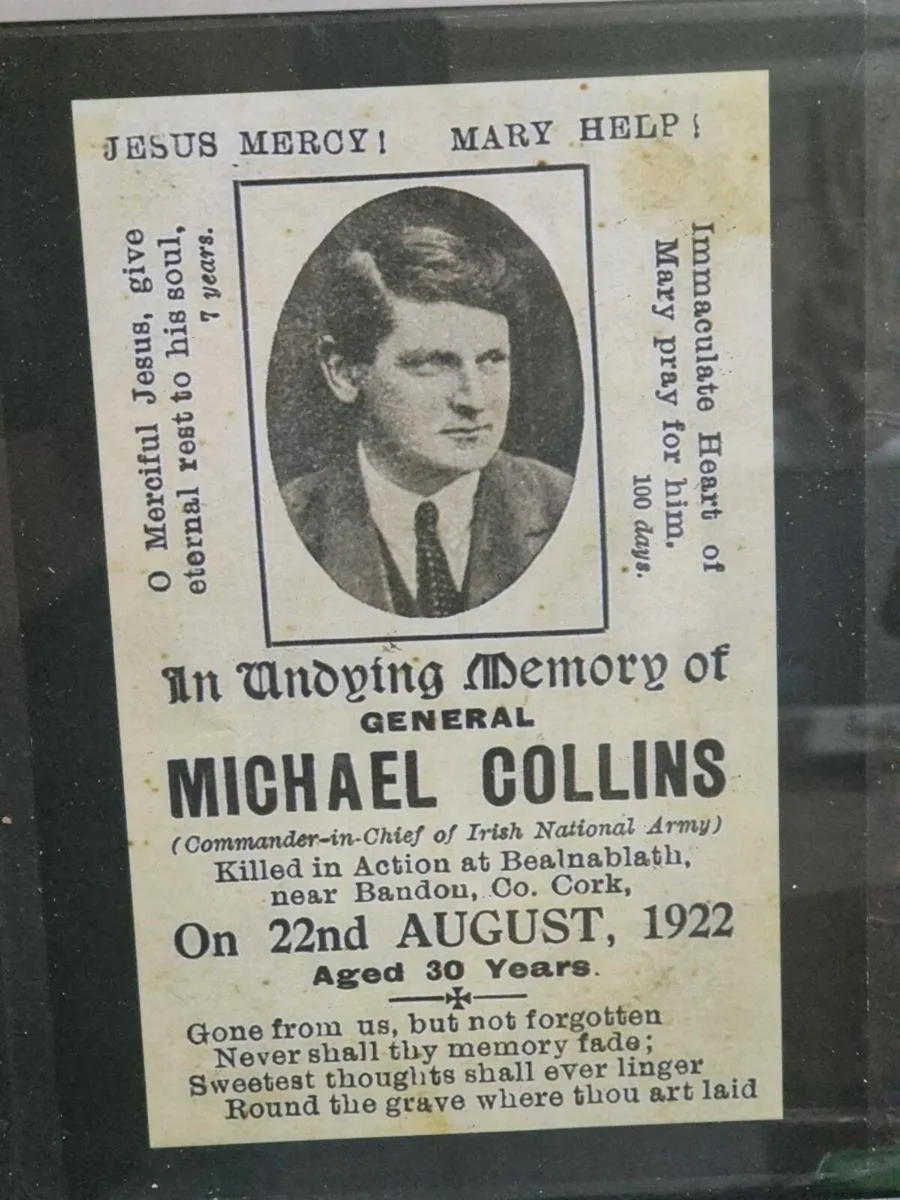 JESUS MERCY! MARY HELP!
O Merciful Jesus, give
eternal rest to his soul,
7 years.
Immaculate Heart of
Mary pray for him.
100 days.
In Undying Memory of
GENERAL
MICHAEL COLLINS
(Commander-in-Chief of Irish National Army)
Killed in Action at Bealnablath,
near Bandon, Co. Cork,
On 22nd AUGUST, 1922
Aged 30 Years.
Gone from us, but not forgotten
Never shall thy memory fade;
Sweetest thoughts shall ever linger
Round the grave where thou art laid